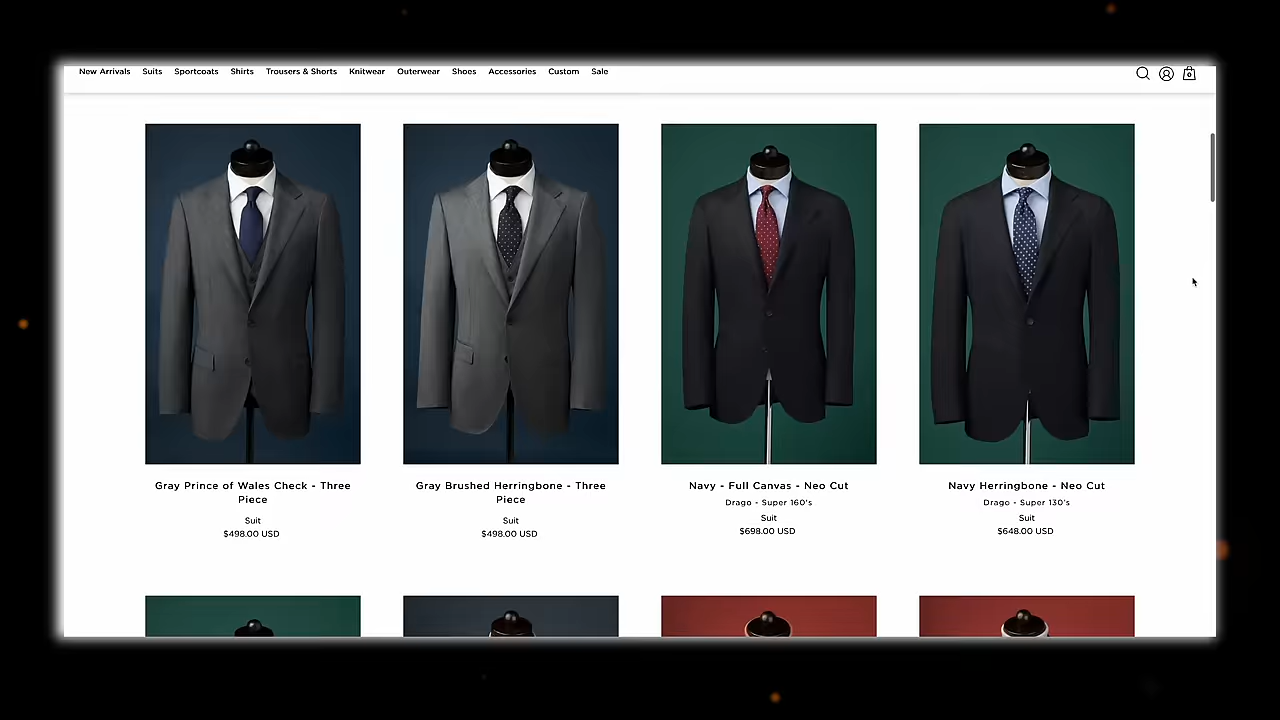 New Arrivals Suits Sportcoats Shirts Trousers & Shorts Knitwear Outerwear Shoes Accessories Custom Sale
Gray Prince of Wales Check - Three
Piece
Suit
$498.00 USD
Gray Brushed Herringbone - Three
Piece
Suit
$498.00 USD
Navy - Full Canvas - Neo Cut
Drago - Super 160's
Suit
$698.00 USD
Navy Herringbone - Neo Cut
Drago - Super 130's
Suit
$648.00 USD